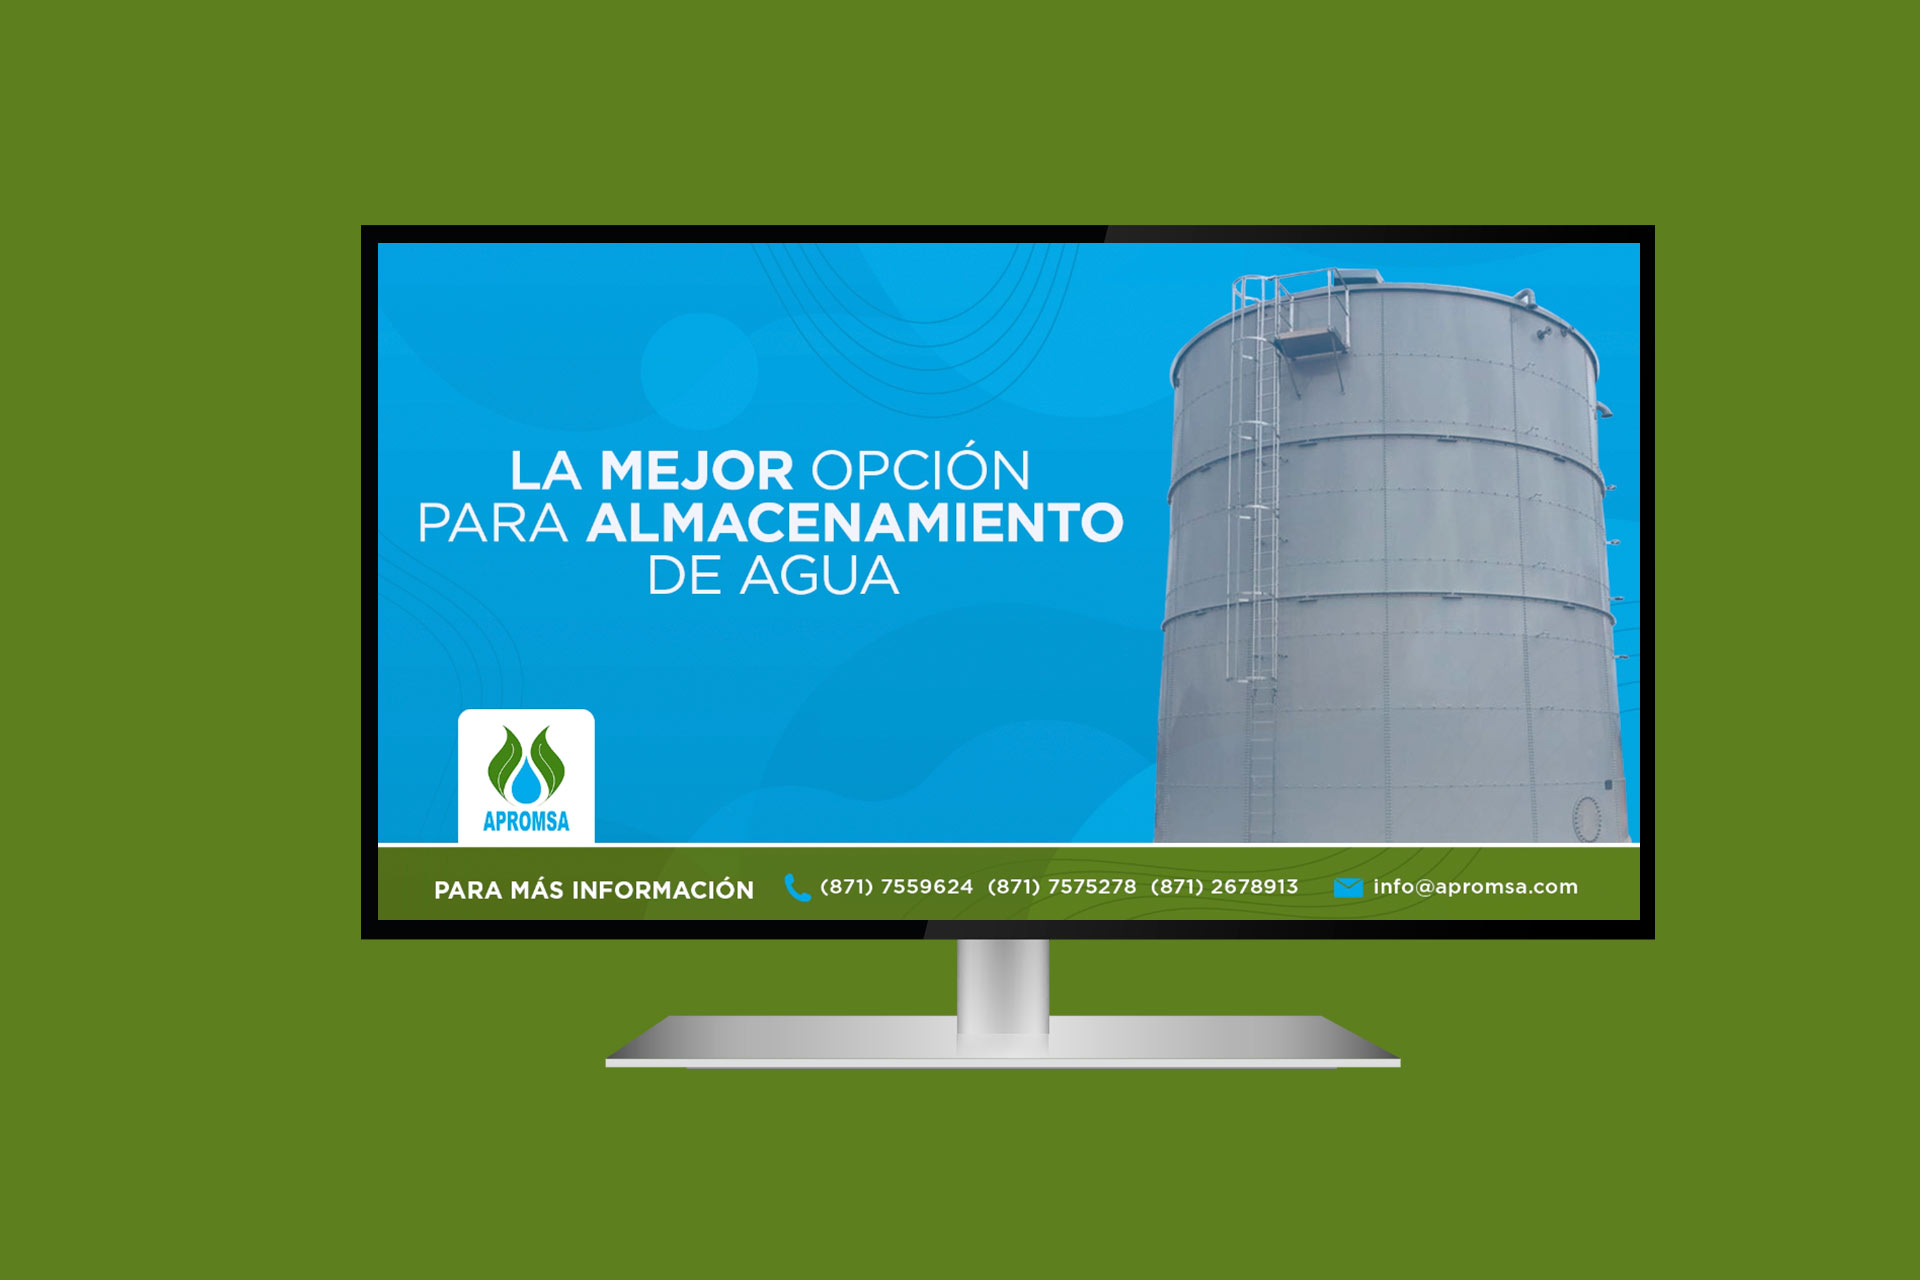 LA MEJOR OPCIÓN
PARA ALMACENAMIENTO
DE AGUA
APROMSA
PARA MÁS INFORMACIÓN (871) 7559624 (871) 7575278 (871) 2678913 info@apromsa.com